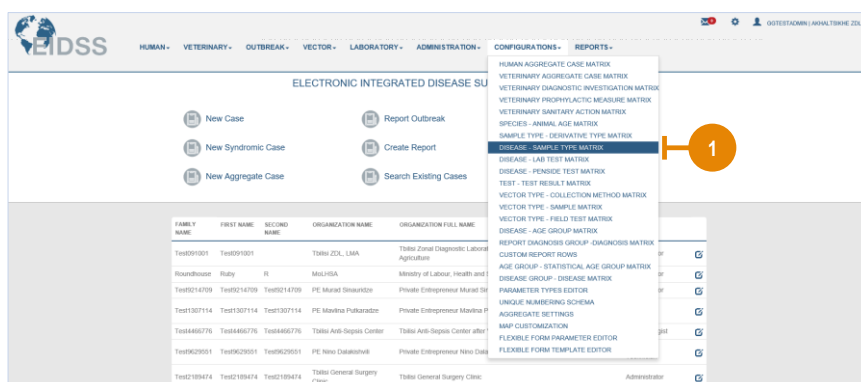 EIDSS
HUMAN
VETERINARY
OUTBREAK
VECTOR
LABORATORY
ADMINISTRATION
CONFIGURATIONS
REPORTS
GGTESTADMIN | AKHALTSIKHE ZDL
HUMAN AGGREGATE CASE MATRIX
VETERINARY AGGREGATE CASE MATRIX
VETERINARY DIAGNOSTIC INVESTIGATION MATRIX
VETERINARY PROPHYLACTIC MEASURE MATRIX
VETERINARY SANITARY ACTION MATRIX
SPECIES - ANIMAL AGE MATRIX
SAMPLE TYPE - DERIVATIVE TYPE MATRIX
DISEASE - SAMPLE TYPE MATRIX
DISEASE - LAB TEST MATRIX
DISEASE - PENSIDE TEST MATRIX
TEST - TEST RESULT MATRIX
VECTOR TYPE - COLLECTION METHOD MATRIX
VECTOR TYPE - SAMPLE MATRIX
VECTOR TYPE - FIELD TEST MATRIX
DISEASE - AGE GROUP MATRIX
REPORT DIAGNOSIS GROUP -DIAGNOSIS MATRIX
CUSTOM REPORT ROWS
AGE GROUP - STATISTICAL AGE GROUP MATRIX
DISEASE GROUP - DISEASE MATRIX
PARAMETER TYPES EDITOR
UNIQUE NUMBERING SCHEMA
AGGREGATE SETTINGS
MAP CUSTOMIZATION
FLEXIBLE FORM PARAMETER EDITOR
FLEXIBLE FORM TEMPLATE EDITOR
1
ELECTRONIC INTEGRATED DISEASE SU
New Case
Report Outbreak
New Syndromic Case
Create Report
New Aggregate Case
Search Existing Cases
FAMILY NAME FIRST NAME SECOND NAME ORGANIZATION NAME ORGANIZATION FULL NAME
Test091001 Test091001 Tbilisi ZDL, LMA Tbilisi Zonal Diagnostic Laborat
Agriculture
Roundhouse Ruby R MoLHSA Ministry of Labour, Health and
Test9214709 Test9214709 Test9214709 PE Murad Sinauridze Private Entrepreneur Murad Sin
Test1307114 Test1307114 Test1307114 PE Mavlina Putkaradze Private Entrepreneur Mavlina P
Test4466776 Test4466776 Test4466776 Tbilisi Anti-Sepsis Center Tbilisi Anti-Sepsis Center after
Test9629551 Test9629551 Test9629551 PE Nino Dalakishvili Private Entrepreneur Nino Dala
Test2189474 Test2189474 Test2189474 Tbilisi General Surgery Clinic Tbilisi General Surgery Clinic Administrator